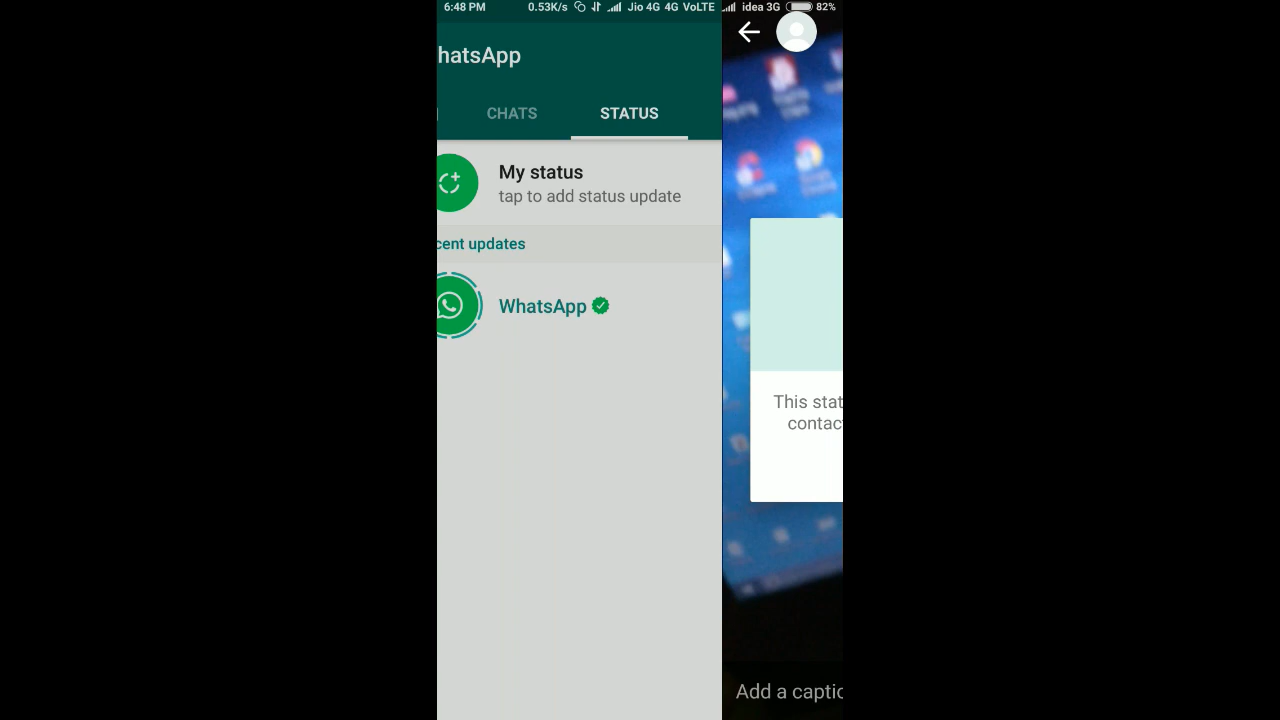 6:48 PM 0.53K/s Jio 4G 4G VoLTE
hatsApp
CHATS STATUS
My status
tap to add status update
cent updates
WhatsApp
idea 3G 82%
This stat
contac
Add a captio